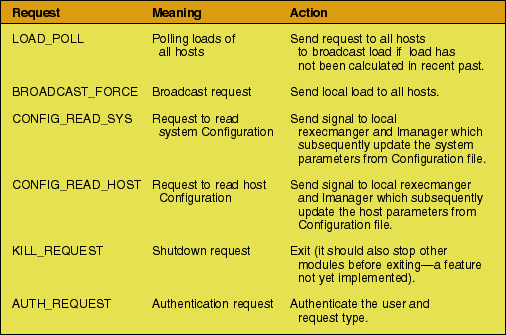 Request Meaning Action
LOAD_POLL Polling loads of Send request to all hosts
all hosts to broadcast load if load has
not been calculated in recent past.
BROADCAST_FORCE Broadcast request Send local load to all hosts.
CONFIG_READ_SYS Request to read Send signal to local
system Configuration rexecmanger and lmanager which
subsequently update the system
parameters from Configuration file.
CONFIG_READ_HOST Request to read host Send signal to local rexecmanger
Configuration and lmanager which subsequently
update the host parameters from
Configuration file.
KILL_REQUEST Shutdown request Exit (it should also stop other
modules before exiting—a feature
not yet implemented).
AUTH_REQUEST Authentication request Authenticate the user and
request type.